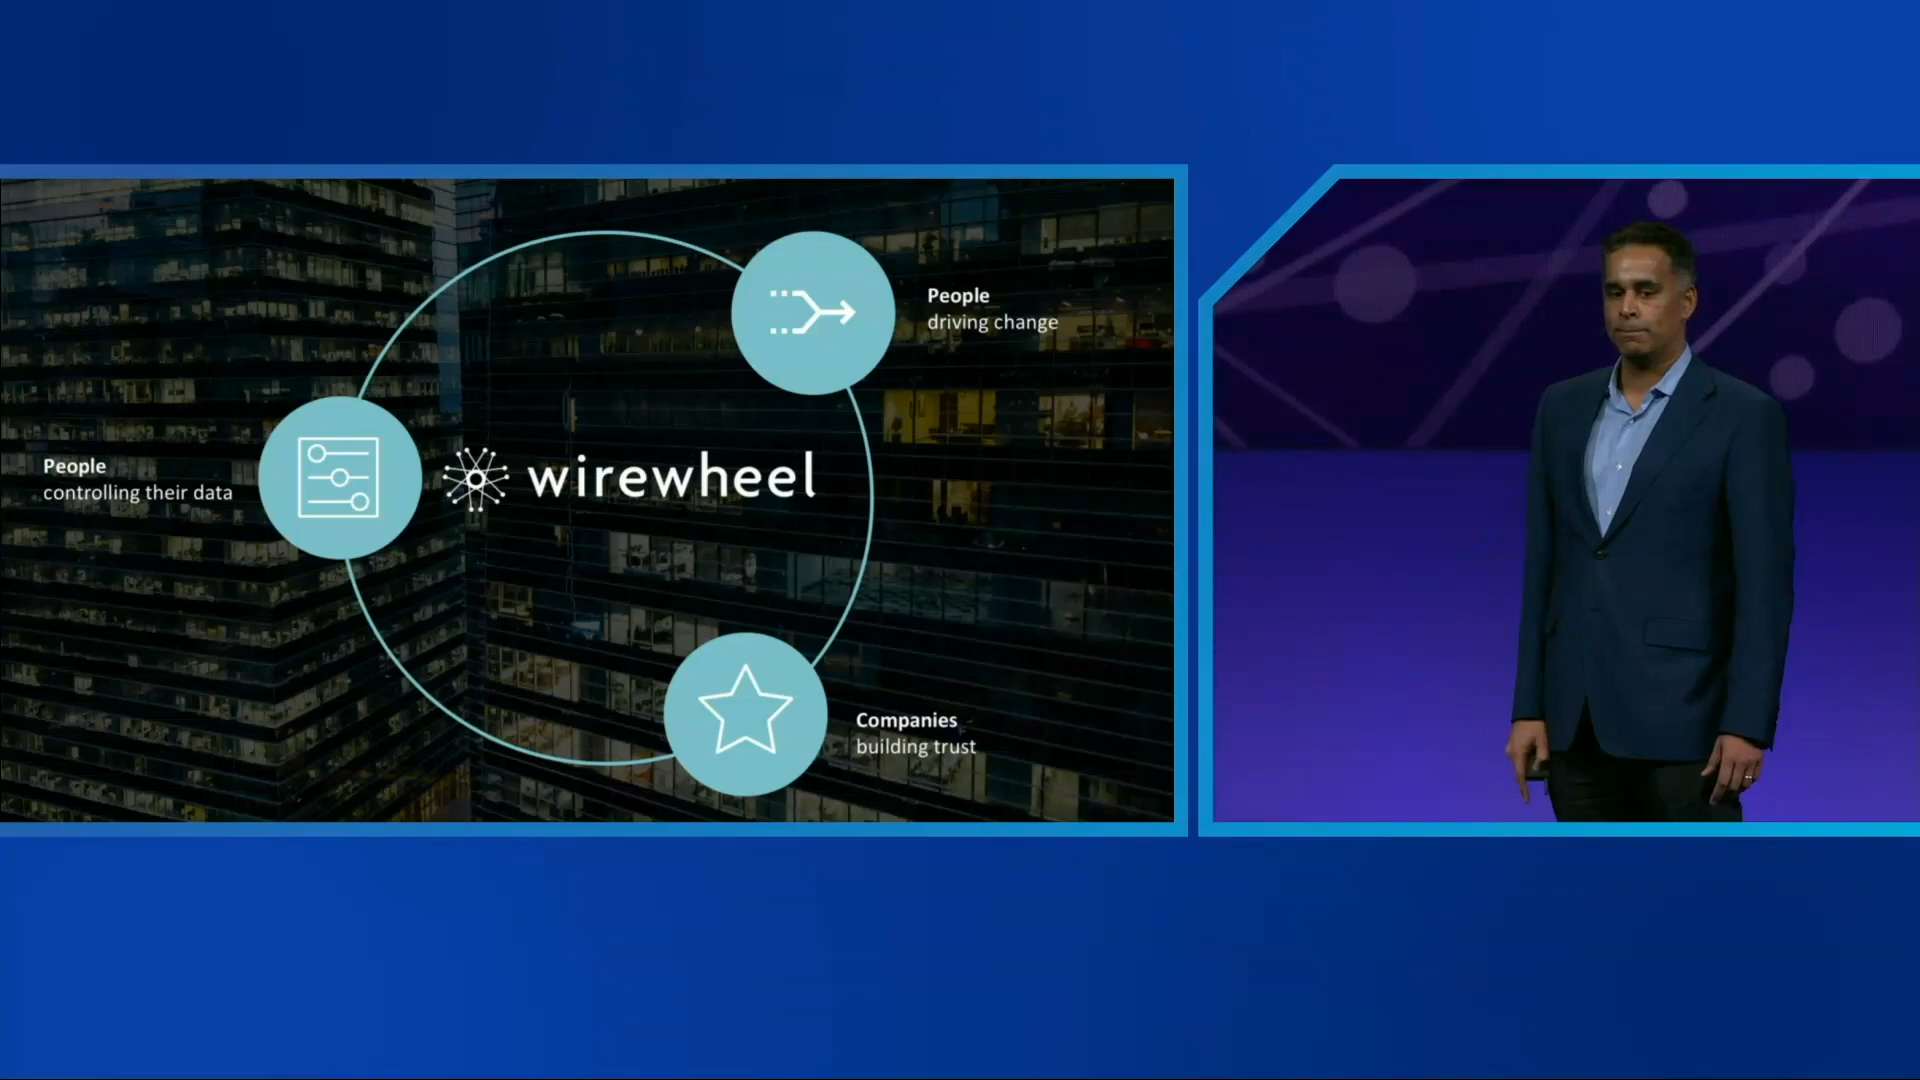 People
driving change
People
controlling their data
wirewheel
Companies
building trust